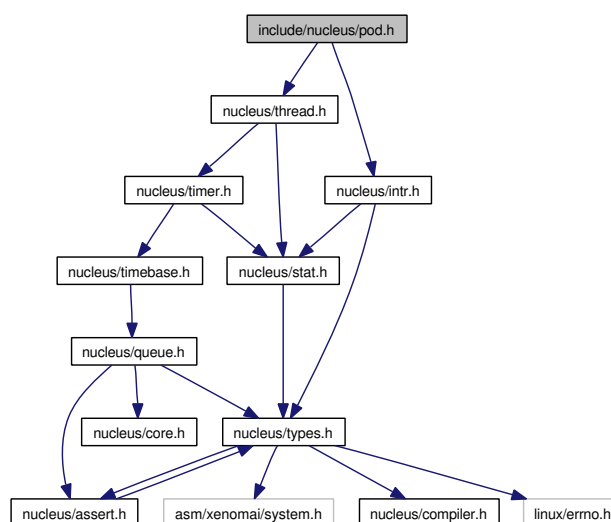 include/nucleus/pod.h
nucleus/thread.h
nucleus/timer.h
nucleus/intr.h
nucleus/timebase.h
nucleus/stat.h
nucleus/queue.h
nucleus/core.h
nucleus/types.h
nucleus/assert.h
asm/xenomai/system.h
nucleus/compiler.h
linux/errno.h